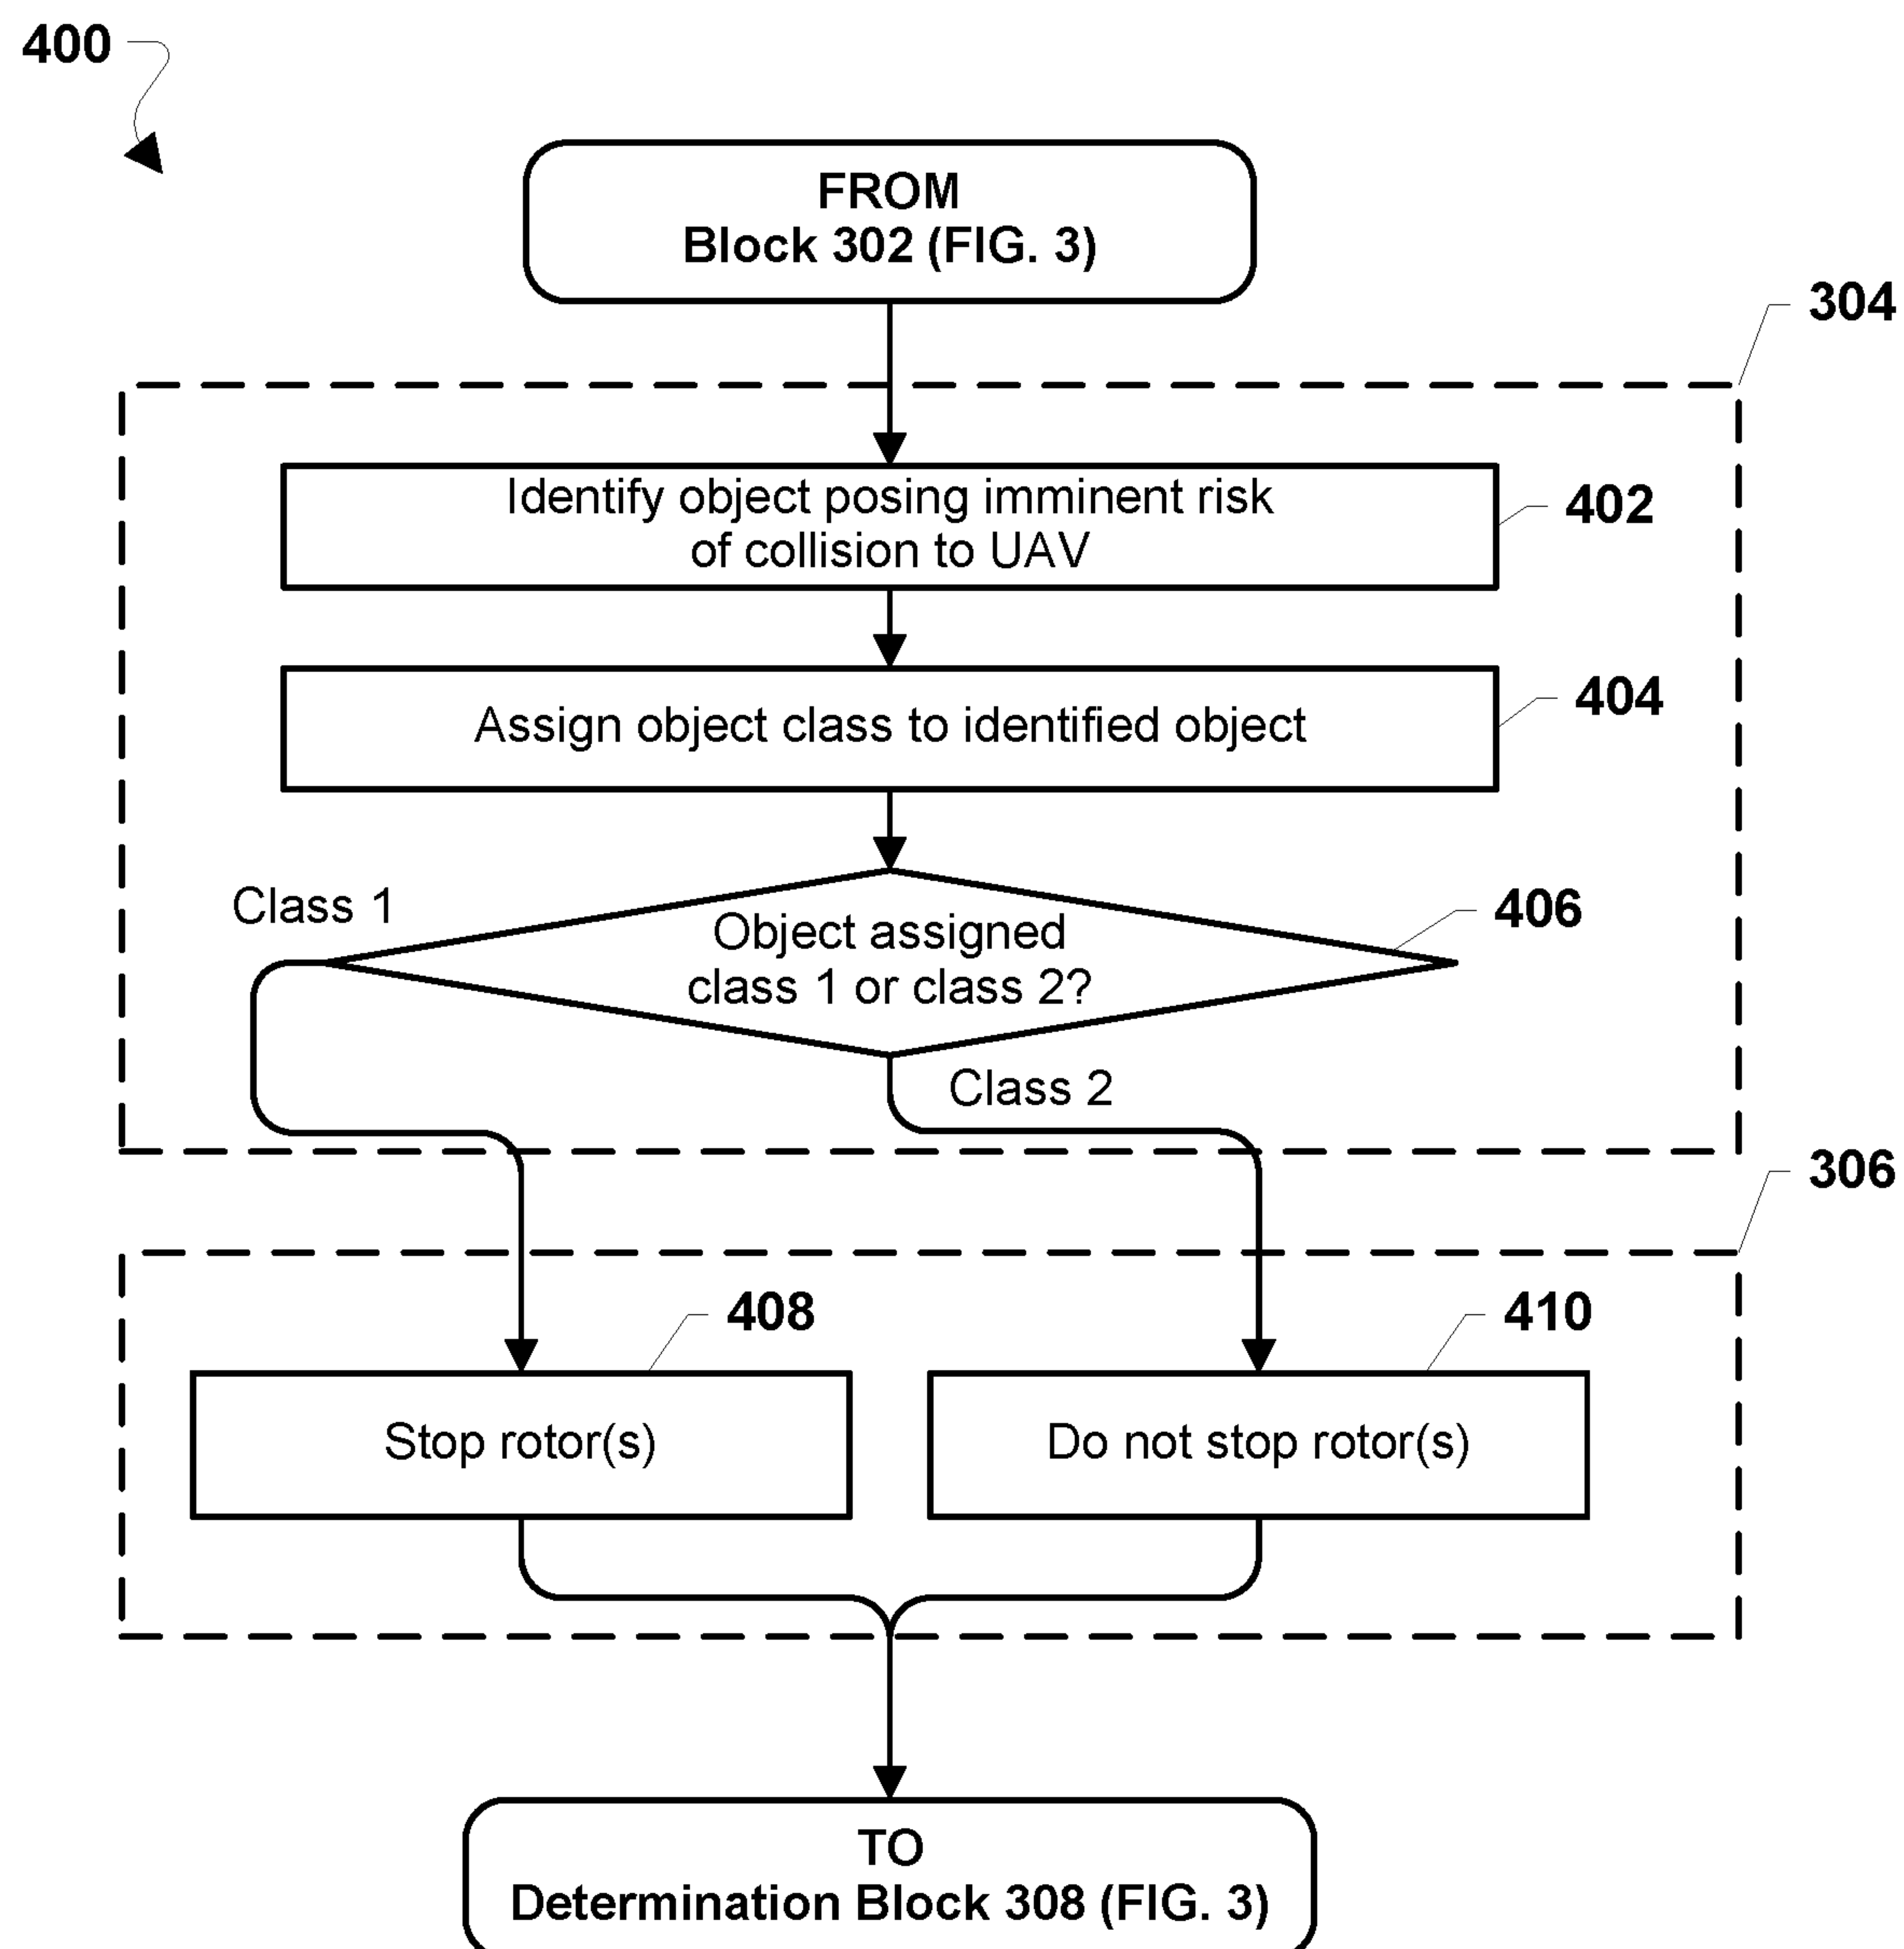 400
FROM
Block 302 (FIG. 3)
304
Identify object posing imminent risk
of collision to UAV
402
Assign object class to identified object
404
Class 1
Object assigned
class 1 or class 2?
406
Class 2
306
408
410
Stop rotor(s)
Do not stop rotor(s)
TO
Determination Block 308 (FIG. 3)